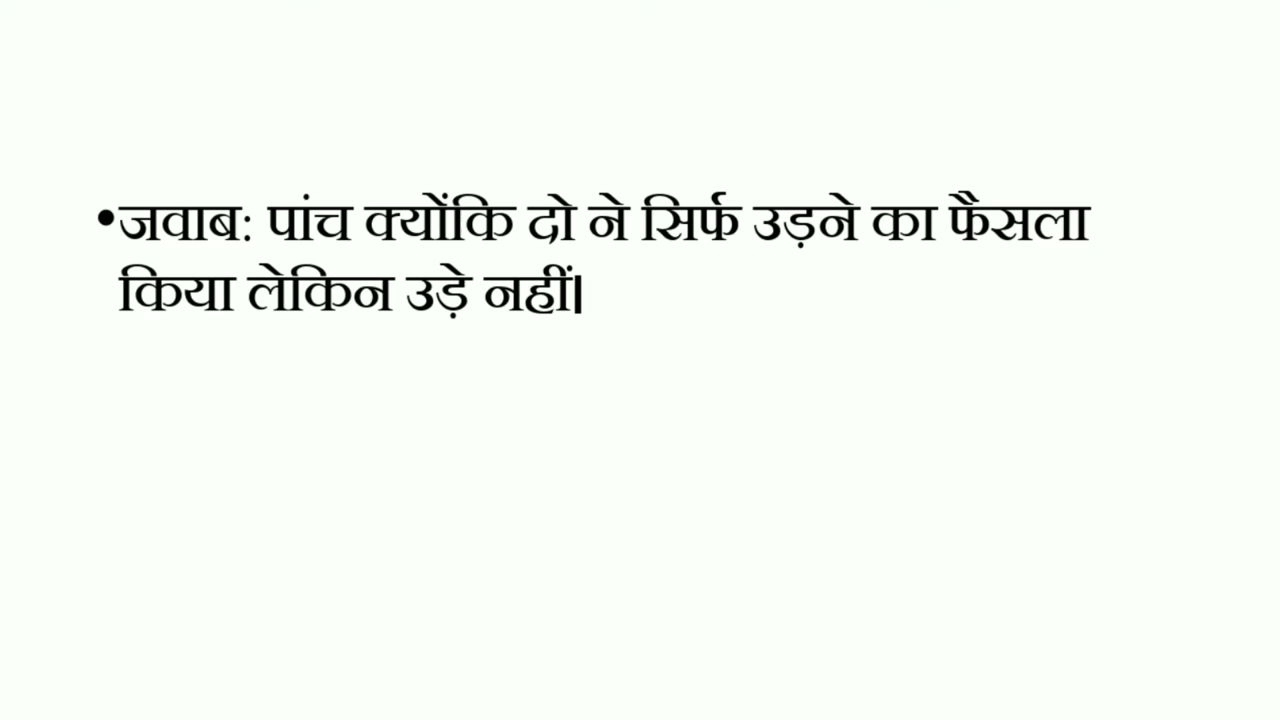 •जवाब: पांच क्योंकि दो ने सिर्फ उड़ने का फैसला
किया लेकिन उड़े नहीं।